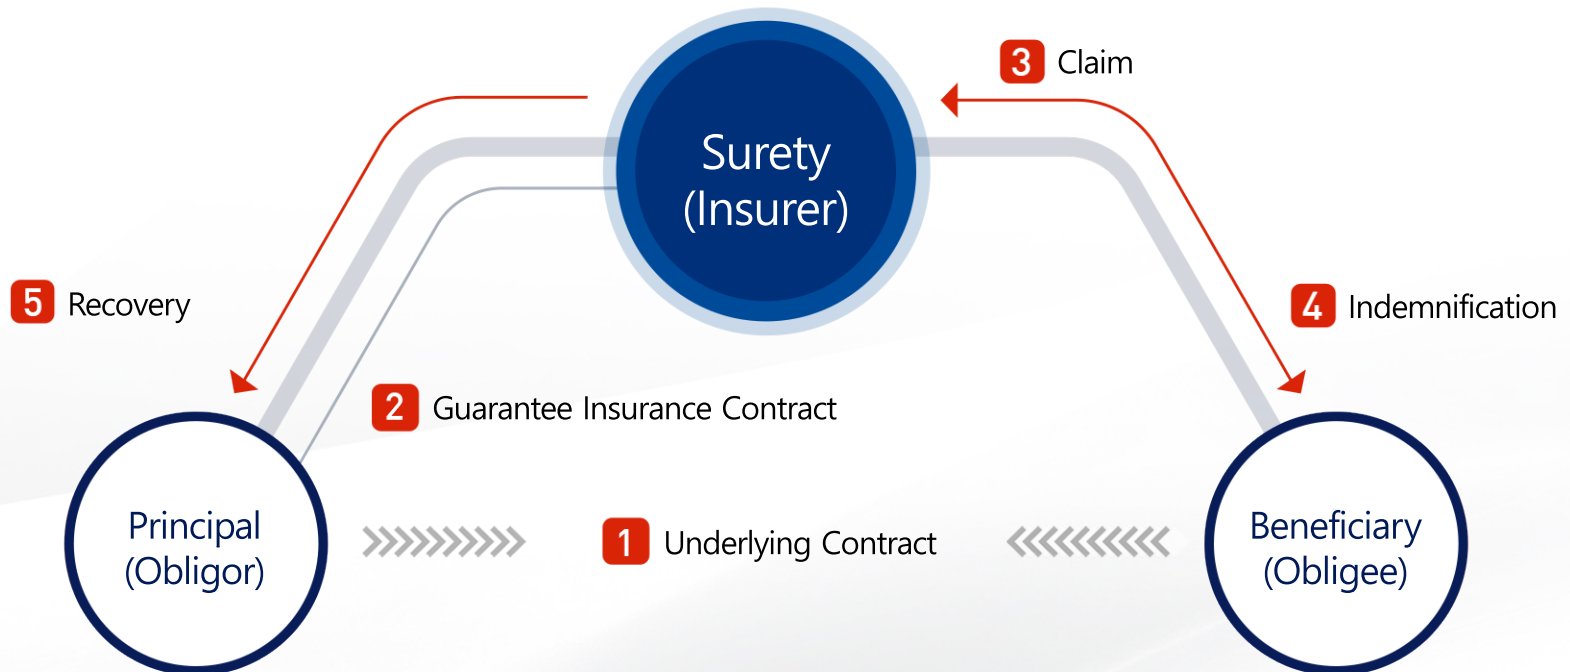 3 Claim
Surety
(Insurer)
5 Recovery
4 Indemnification
2 Guarantee Insurance Contract
Principal
(Obligor)
1 Underlying Contract
Beneficiary
(Obligee)